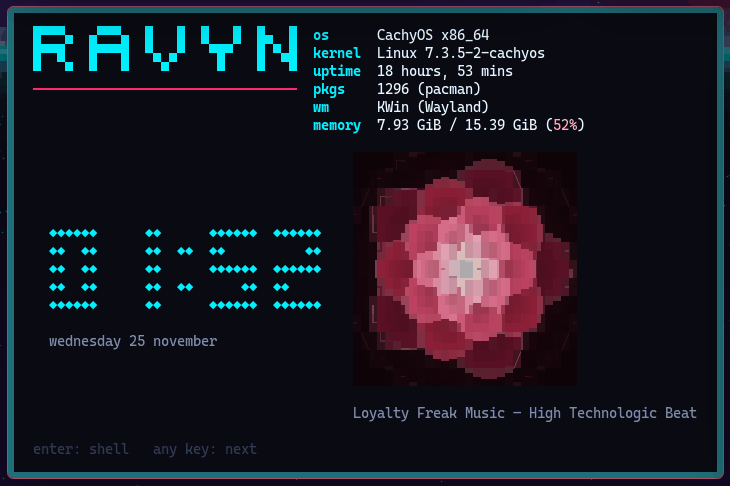 RAVYN
os CachyOS x86_64
kernel Linux 7.3.5-2-cachyos
uptime 18 hours, 53 mins
pkgs 1296 (pacman)
wm KWin (Wayland)
memory 7.93 GiB / 15.39 GiB (52%)
01:52
wednesday 25 november
Loyalty Freak Music — High Technologic Beat
enter: shell any key: next